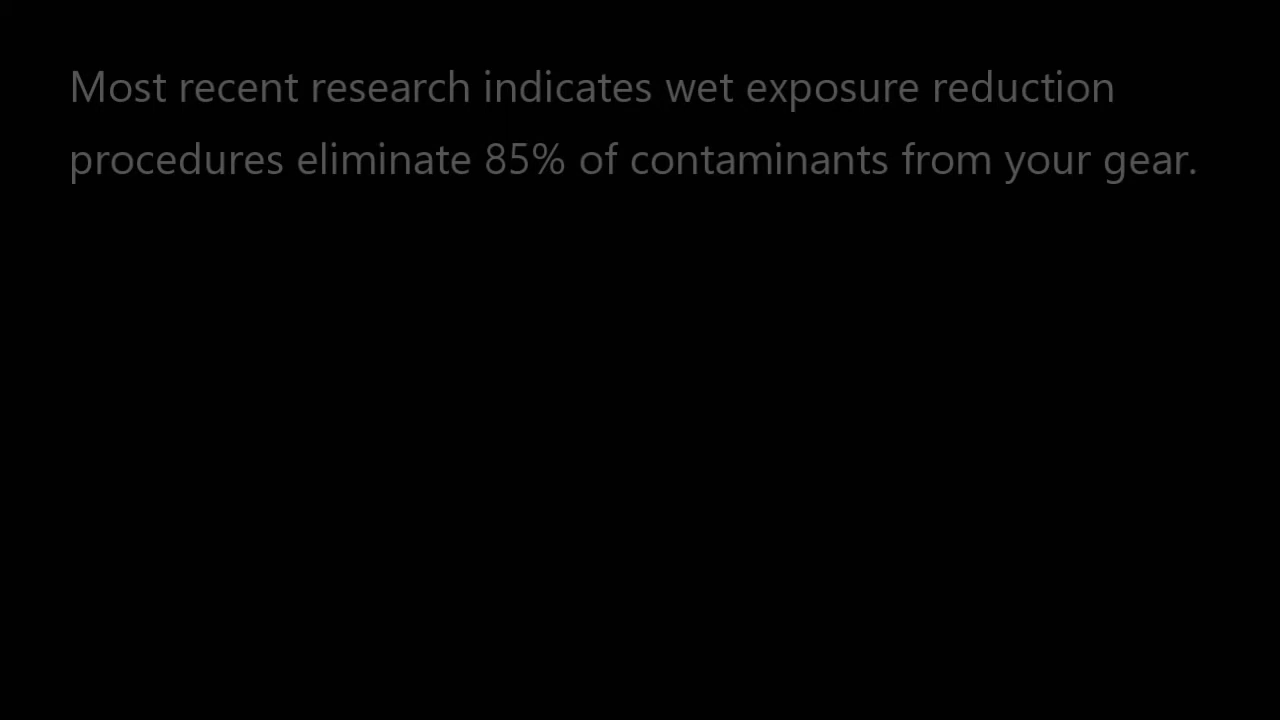 Most recent research indicates wet exposure reduction
procedures eliminate 85% of contaminants from your gear.